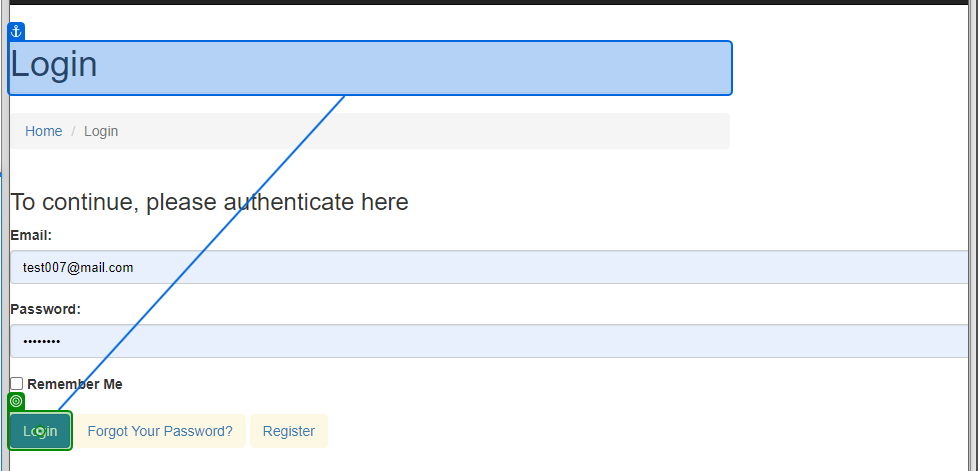 Login
Home / Login
To continue, please authenticate here
Email:
test007@mail.com
Password:
••••••••
Remember Me
Login Forgot Your Password? Register